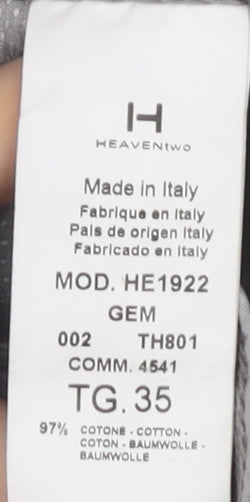 H
HEAVENtwo
Made in Italy
Fabrique en Italy
Pais de origen Italy
Fabricado en Italy
MOD. HE1922
GEM
002 TH801
COMM. 4541
TG. 35
97% COTONE - COTTON -
COTON - BAUMWOLLE -
BAUMWOLLE